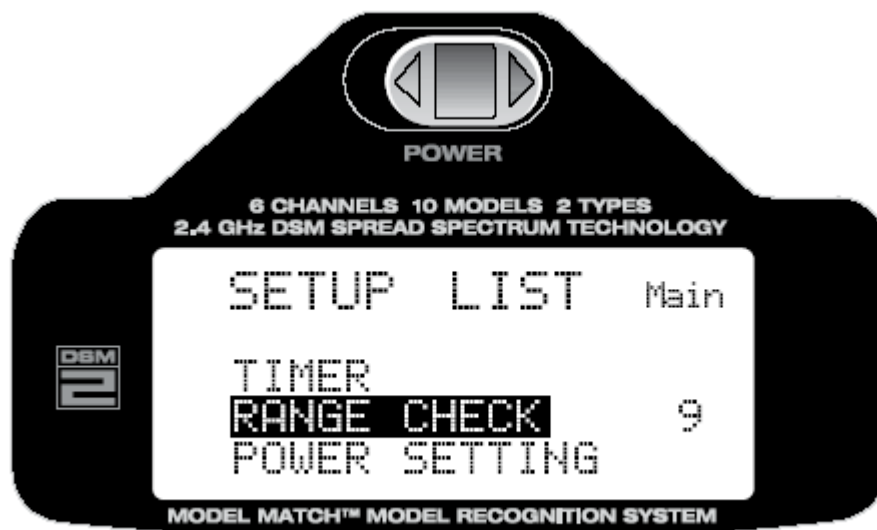 POWER
6 CHANNELS 10 MODELS 2 TYPES
2.4 GHz DSM SPREAD SPECTRUM TECHNOLOGY
SETUP LIST Main
DSM
2
TIMER
RANGE CHECK 9
POWER SETTING
MODEL MATCH™ MODEL RECOGNITION SYSTEM